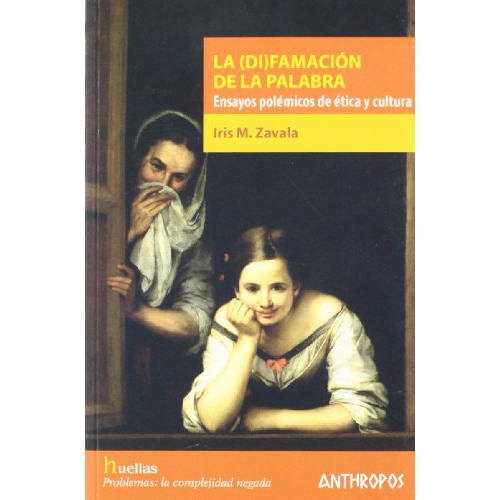 LA (DI)FAMACIÓN
DE LA PALABRA
Ensayos polémicos de ética y cultura
Iris M. Zavala
huellas
Problemas: la complejidad negada
ANTHROPOS